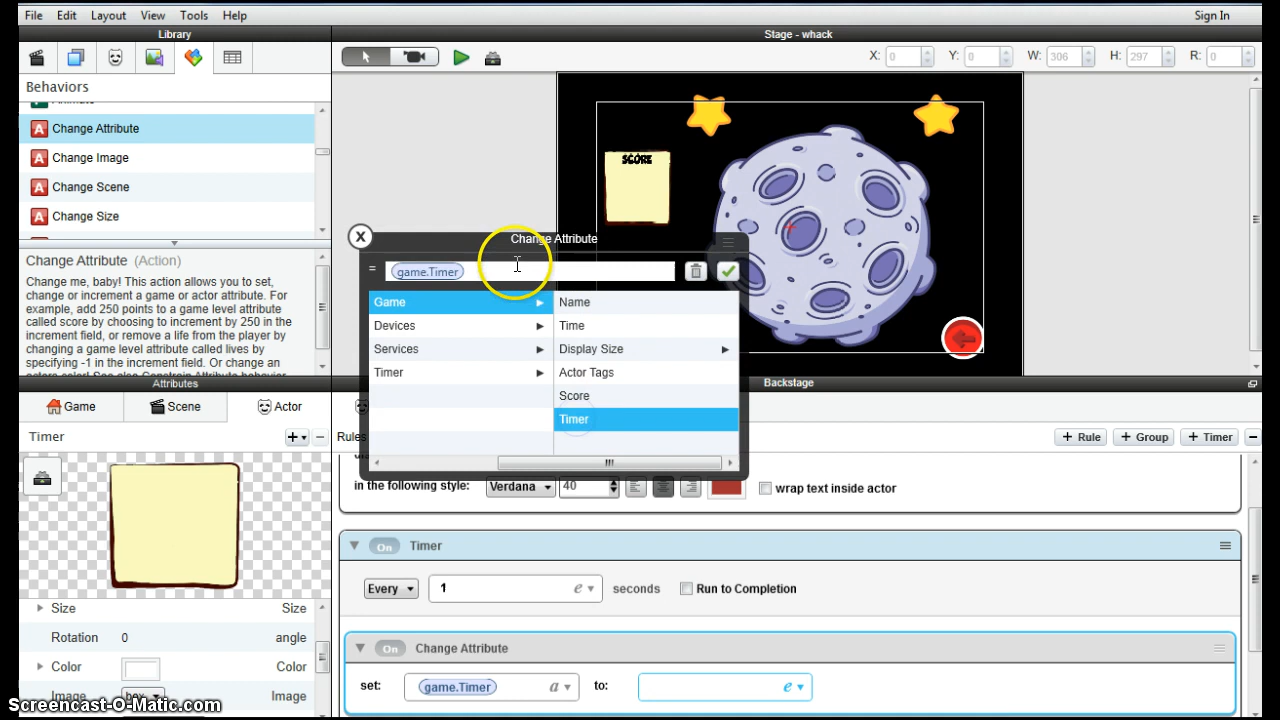 File Edit Layout View Tools Help Sign In
Library Stage - whack
X: 0 Y: 0 W: 306 H: 297 R: 0
Behaviors
Animate
Change Attribute
Change Image
Change Scene
Change Size
SCORE
Change Attribute (Action)
Change me, baby! This action allows you to set,
change or increment a game or actor attribute. For
example, add 250 points to a game level attribute
called score by choosing to increment by 250 in the
increment field, or remove a life from the player by
changing a game level attribute called lives by
specifying -1 in the increment field. Or change an
X
Change Attribute
= game.Timer
Game Name
Devices Time
Services Display Size
Timer Actor Tags
Score
Timer
Attributes Backstage
Game Scene Actor
Timer
Rules + Rule + Group + Timer
in the following style: Verdana 40 wrap text inside actor
On Timer
Every 1 e seconds Run to Completion
On Change Attribute
set: game.Timer a to: e
Size Size
Rotation 0 angle
Color Color
Image Image
Screencast-O-Matic.com